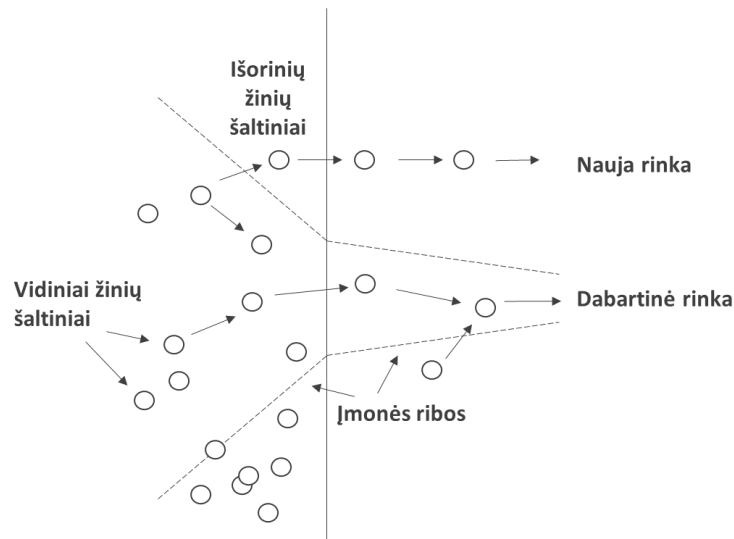 Išorinių
žinių
šaltiniai
Nauja rinka
Vidiniai žinių
šaltiniai
Dabartinė rinka
Įmonės ribos